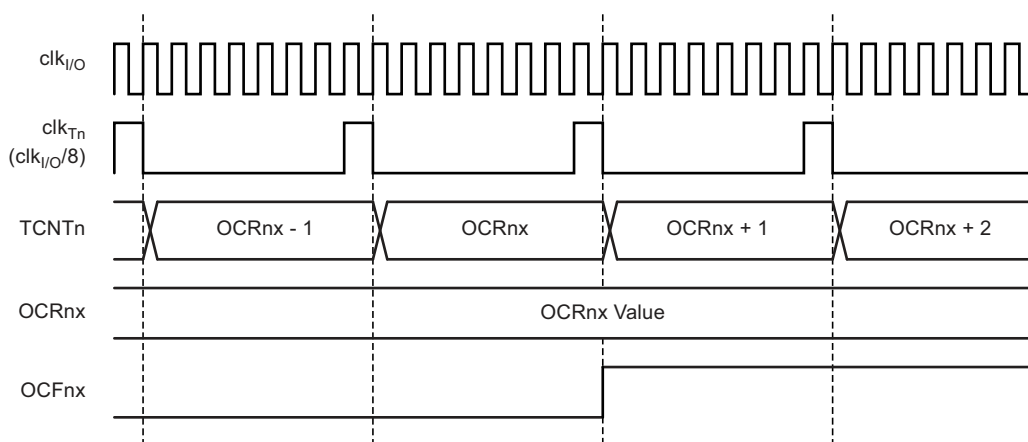 clkI/O
clkTn
(clkI/O/8)
TCNTn
OCRnx - 1
OCRnx
OCRnx + 1
OCRnx + 2
OCRnx
OCRnx Value
OCFnx